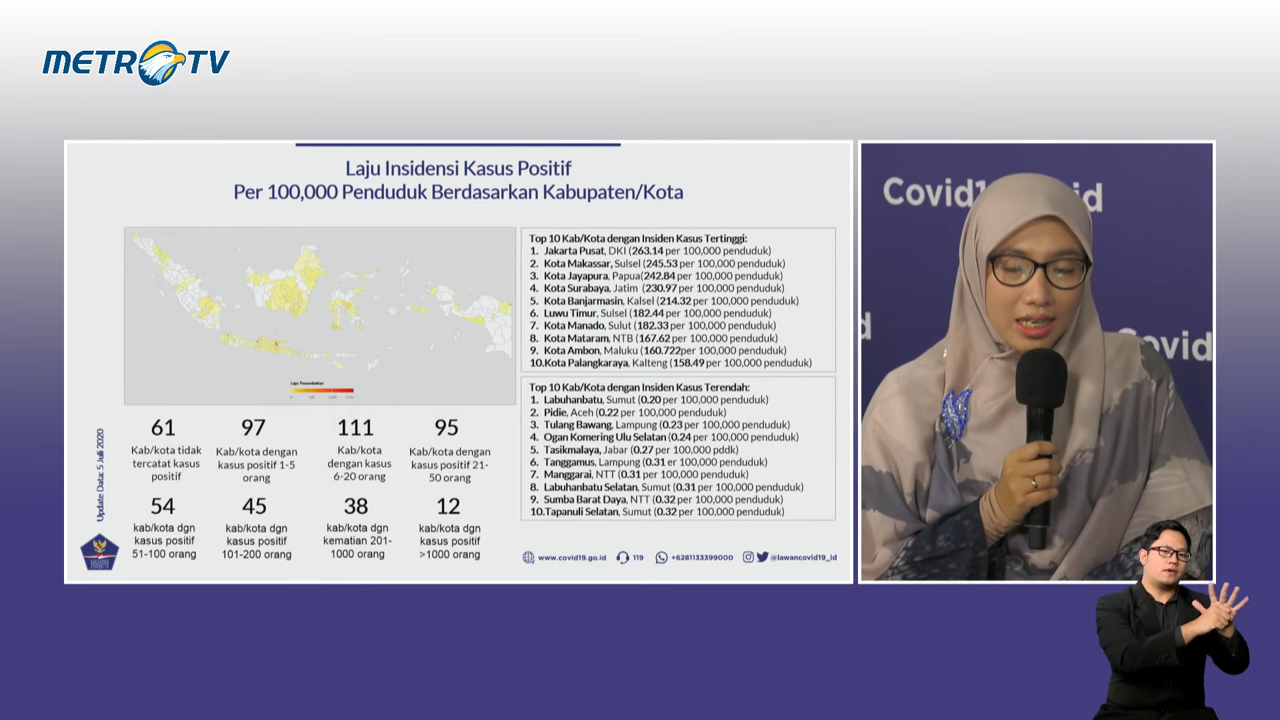 METRO TV
Laju Insidensi Kasus Positif
Per 100,000 Penduduk Berdasarkan Kabupaten/Kota
Laju Penambahan
Update Data: 5 Juli 2020
61
Kab/kota tidak
tercatat kasus
positif
97
Kab/kota dengan
kasus positif 1-5
orang
111
Kab/kota
dengan kasus
6-20 orang
95
Kab/kota dengan
kasus positif 21-
50 orang
54
kab/kota dgn
kasus positif
51-100 orang
45
kab/kota dgn
kasus positif
101-200 orang
38
kab/kota dgn
kematian 201-
1000 orang
12
kab/kota dgn
kasus positif
>1000 orang
Top 10 Kab/Kota dengan Insiden Kasus Tertinggi:
1. Jakarta Pusat, DKI (263.14 per 100,000 penduduk)
2. Kota Makassar, Sulsel (245.53 per 100,000 penduduk)
3. Kota Jayapura, Papua(242.84 per 100,000 penduduk)
4. Kota Surabaya, Jatim (230.97 per 100,000 penduduk)
5. Kota Banjarmasin, Kalsel (214.32 per 100,000 penduduk)
6. Luwu Timur, Sulsel (182.44 per 100,000 penduduk)
7. Kota Manado, Sulut (182.33 per 100,000 penduduk)
8. Kota Mataram, NTB (167.62 per 100,000 penduduk)
9. Kota Ambon, Maluku (160.722per 100,000 penduduk)
10.Kota Palangkaraya, Kalteng (158.49 per 100,000 penduduk)
Top 10 Kab/Kota dengan Insiden Kasus Terendah:
1. Labuhanbatu, Sumut (0.20 per 100,000 penduduk)
2. Pidie, Aceh (0.22 per 100,000 penduduk)
3. Tulang Bawang, Lampung (0.23 per 100,000 penduduk)
4. Ogan Komering Ulu Selatan (0.24 per 100,000 penduduk)
5. Tasikmalaya, Jabar (0.27 per 100,000 pddk)
6. Tanggamus, Lampung (0.31 er 100,000 penduduk)
7. Manggarai, NTT (0.31 per 100,000 penduduk)
8. Labuhanbatu Selatan, Sumut (0.31 per 100,000 penduduk)
9. Sumba Barat Daya, NTT (0.32 per 100,000 penduduk)
10.Tapanuli Selatan, Sumut (0.32 per 100,000 penduduk)
www.covid19.go.id 119 +6281133399000 @lawancovid19_id
Covid1 id
d
ovid